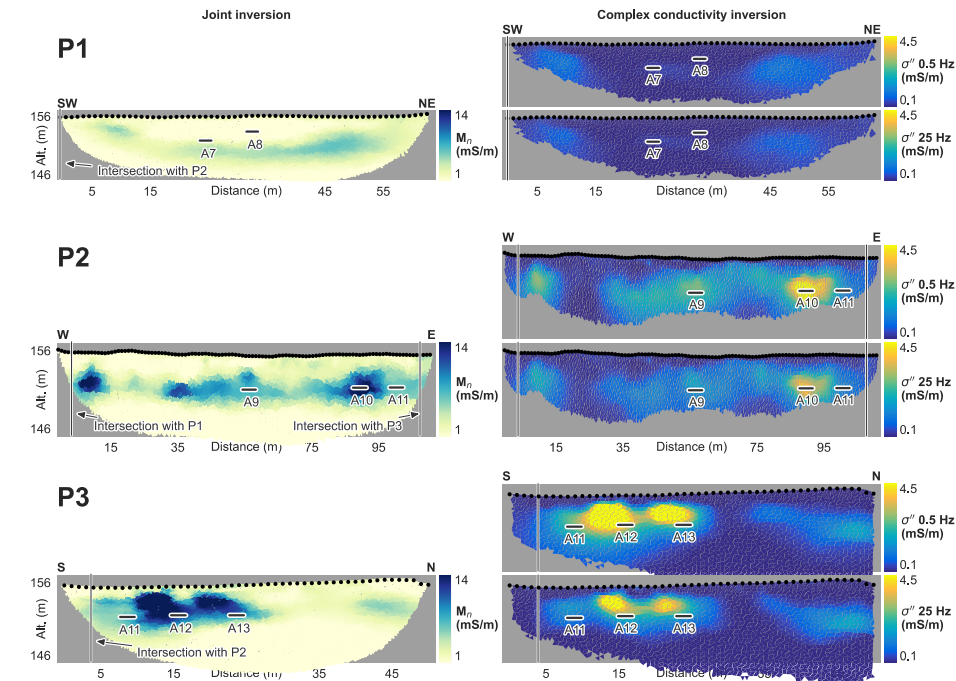 Joint inversion
Complex conductivity inversion
P1
SW NE
4.5
σ″ 0.5 Hz
(mS/m)
0.1
A7 A8
SW NE
156
Alt. (m)
146
14
Mn
(mS/m)
1
A7 A8
Intersection with P2
5 15 Distance (m) 45 55
4.5
σ″ 25 Hz
(mS/m)
0.1
A7 A8
5 15 Distance (m) 45 55
P2
W E
4.5
σ″ 0.5 Hz
(mS/m)
0.1
A9 A10 A11
W E
156
Alt. (m)
146
14
Mn
(mS/m)
1
A9 A10 A11
Intersection with P1 Intersection with P3
15 35 Distance (m) 75 95
4.5
σ″ 25 Hz
(mS/m)
0.1
A9 A10 A11
15 35 Distance (m) 75 95
P3
S N
4.5
σ″ 0.5 Hz
(mS/m)
0.1
A11 A12 A13
S N
156
Alt. (m)
146
14
Mn
(mS/m)
1
A11 A12 A13
Intersection with P2
5 15 Distance (m) 35 45
4.5
σ″ 25 Hz
(mS/m)
0.1
A11 A12 A13
5 15 Distance (m) 45